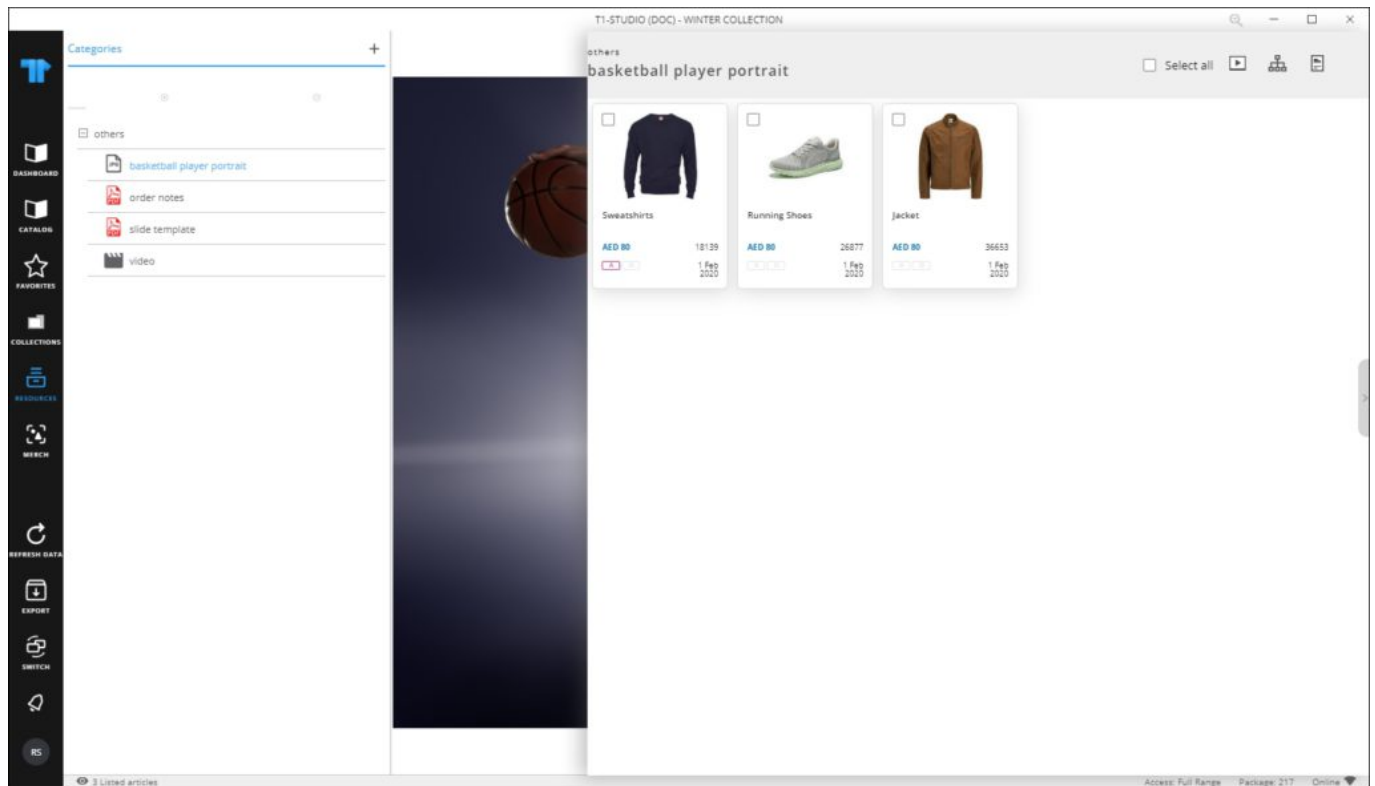 T1-STUDIO (DOC) - WINTER COLLECTION
Categories
others
basketball player portrait
order notes
slide template
video
DASHBOARD
CATALOG
FAVORITES
COLLECTIONS
RESOURCES
MERCH
REFRESH DATA
EXPORT
SWITCH
RS
others
basketball player portrait
Select all
Sweatshirts
AED 80 18139
1 Feb
2020
Running Shoes
AED 80 26877
1 Feb
2020
Jacket
AED 80 36653
1 Feb
2020
3 Listed articles
Access: Full Range Package: 217 Online